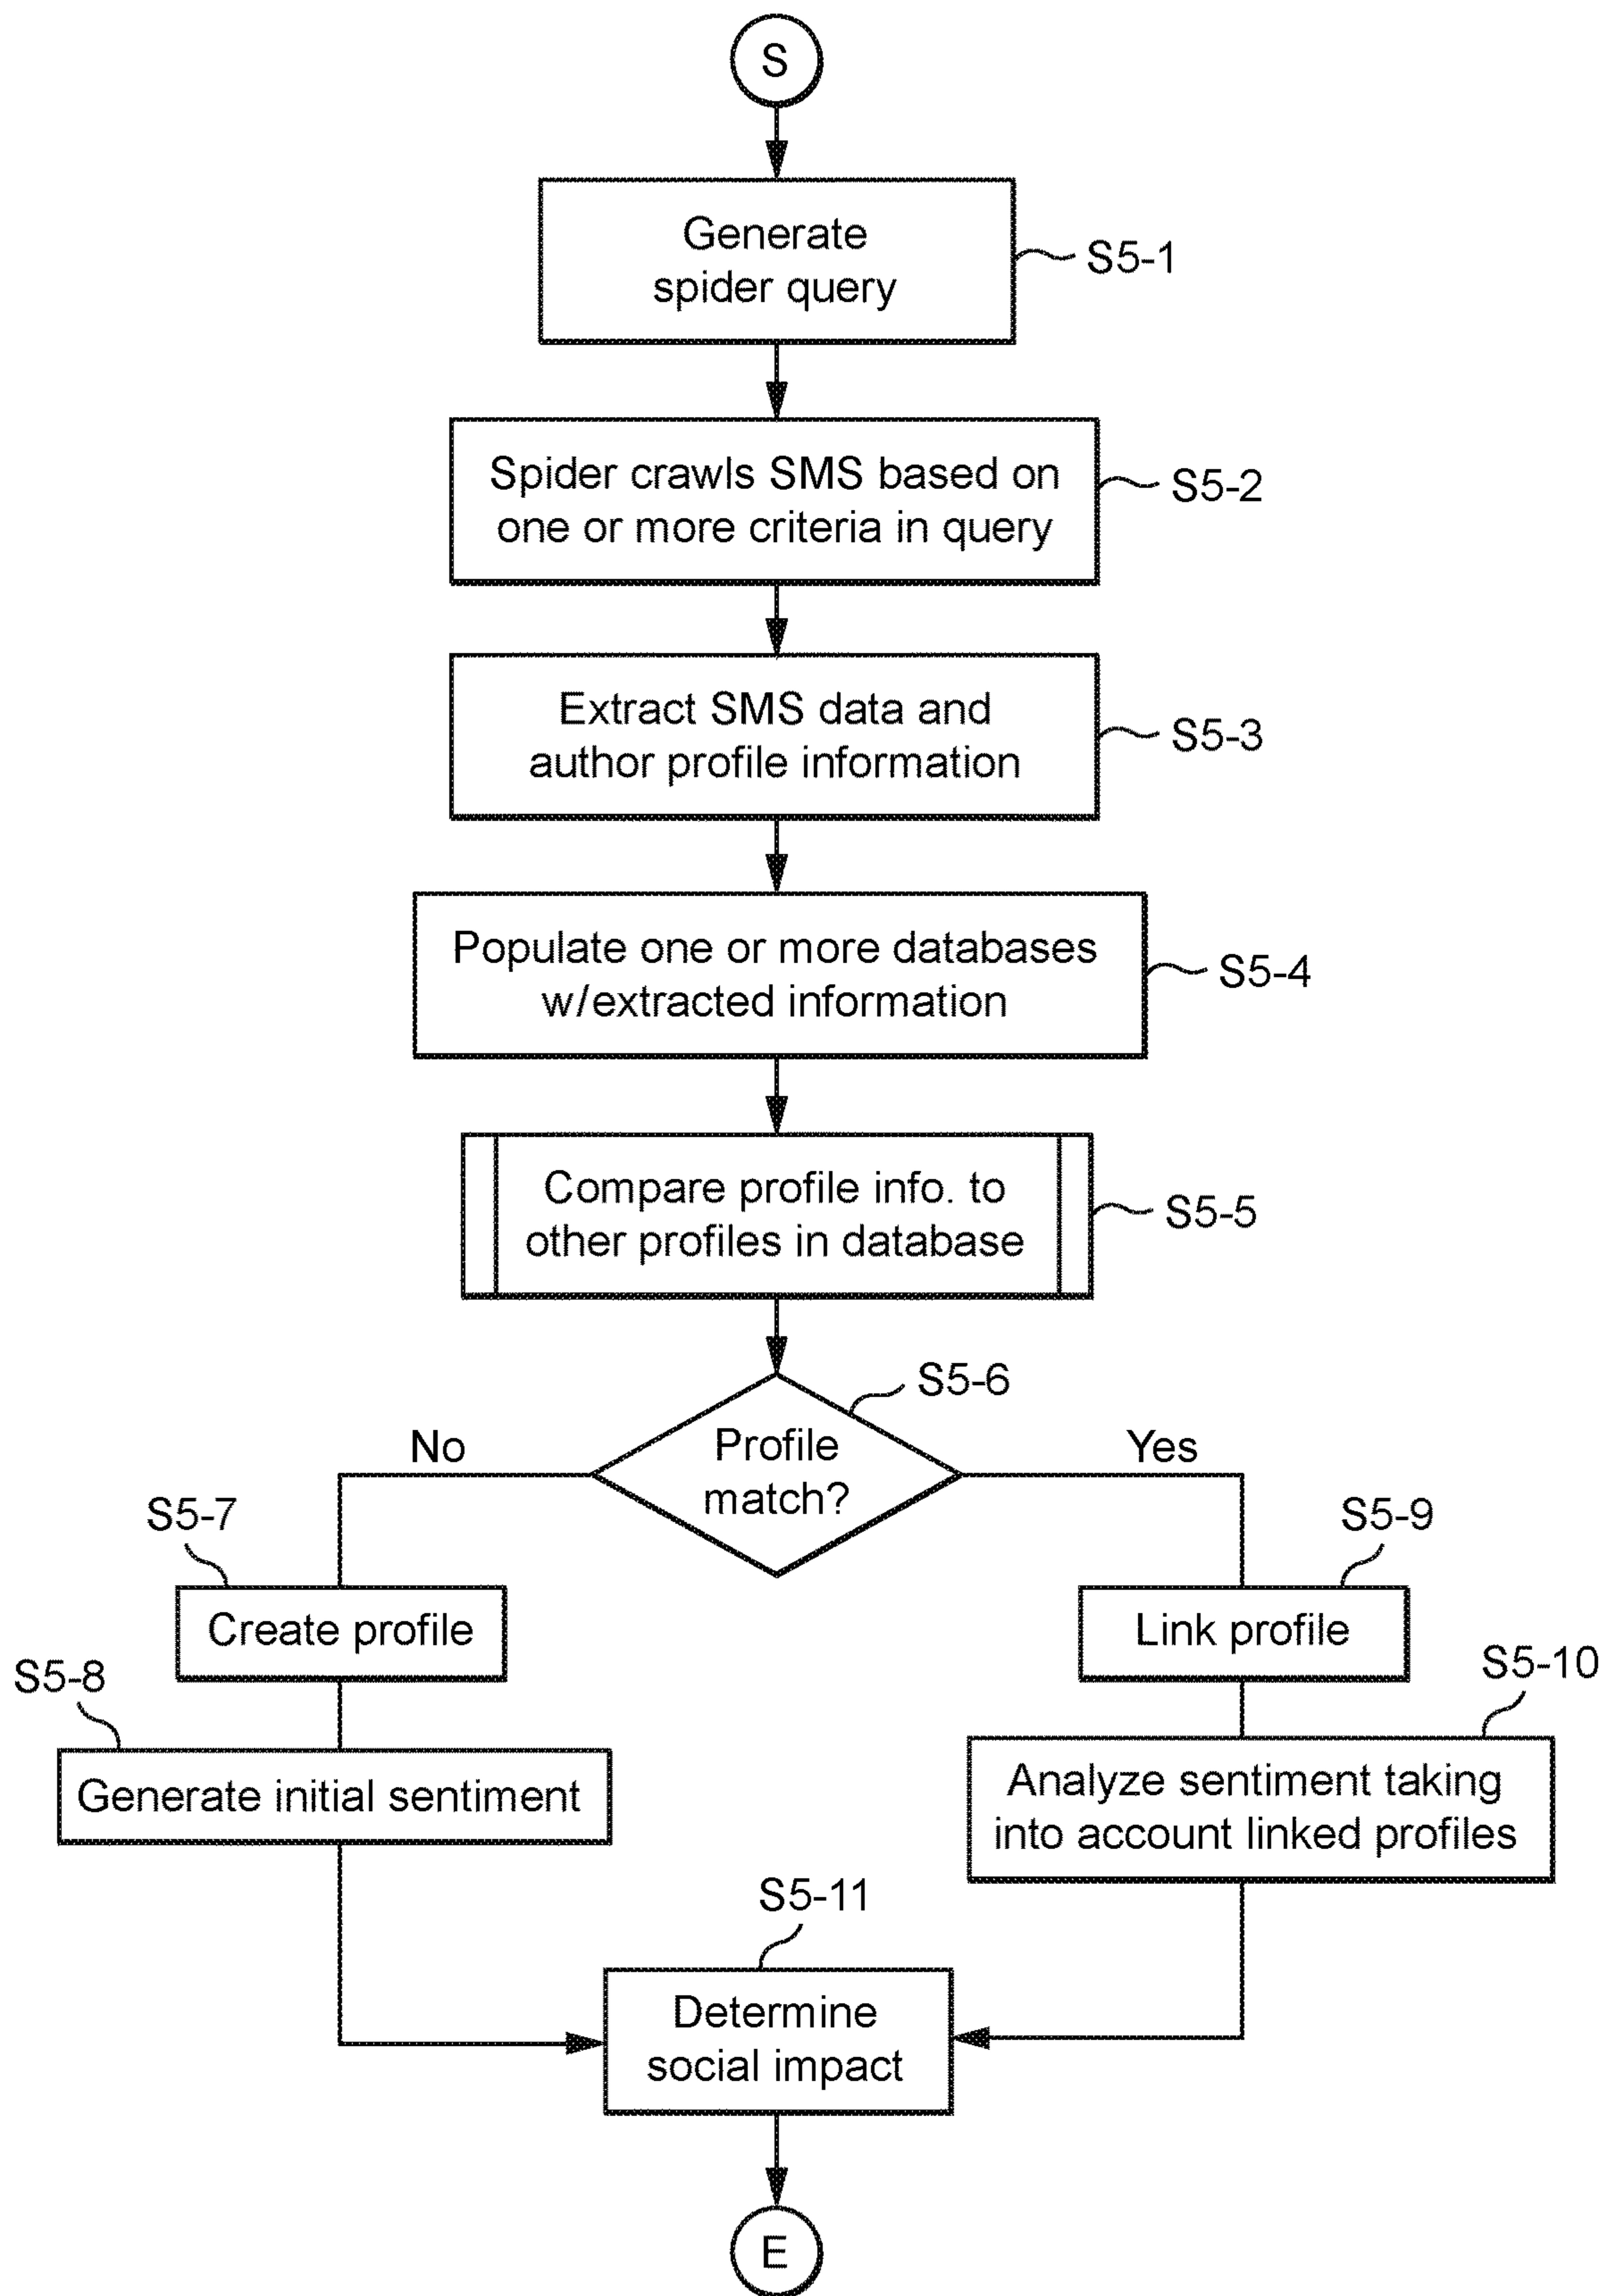 S
Generate
spider query
S5-1
Spider crawls SMS based on
one or more criteria in query
S5-2
Extract SMS data and
author profile information
S5-3
Populate one or more databases
w/extracted information
S5-4
Compare profile info. to
other profiles in database
S5-5
S5-6
Profile
match?
No
Yes
S5-7
Create profile
S5-8
Generate initial sentiment
S5-9
Link profile
S5-10
Analyze sentiment taking
into account linked profiles
S5-11
Determine
social impact
E